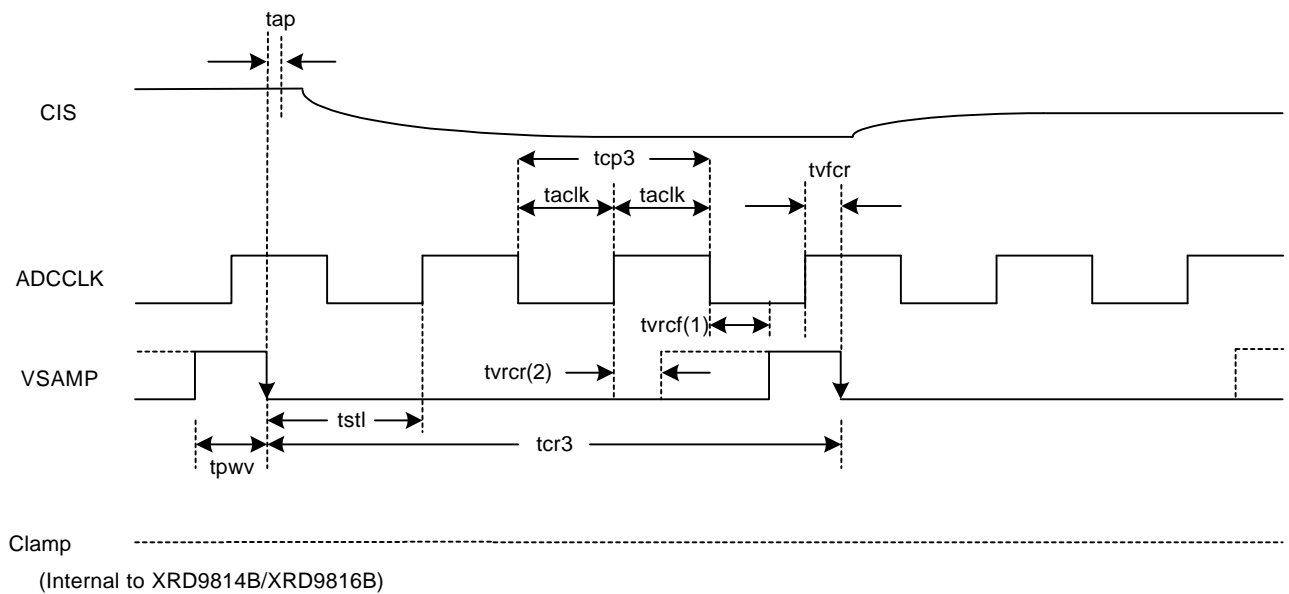 tap
CIS
tcp3
tvfcr
taclk
taclk
ADCCLK
tvrcf(1)
VSAMP
tvrcr(2)
tstl
tcr3
tpwv
Clamp
(Internal to XRD9814B/XRD9816B)